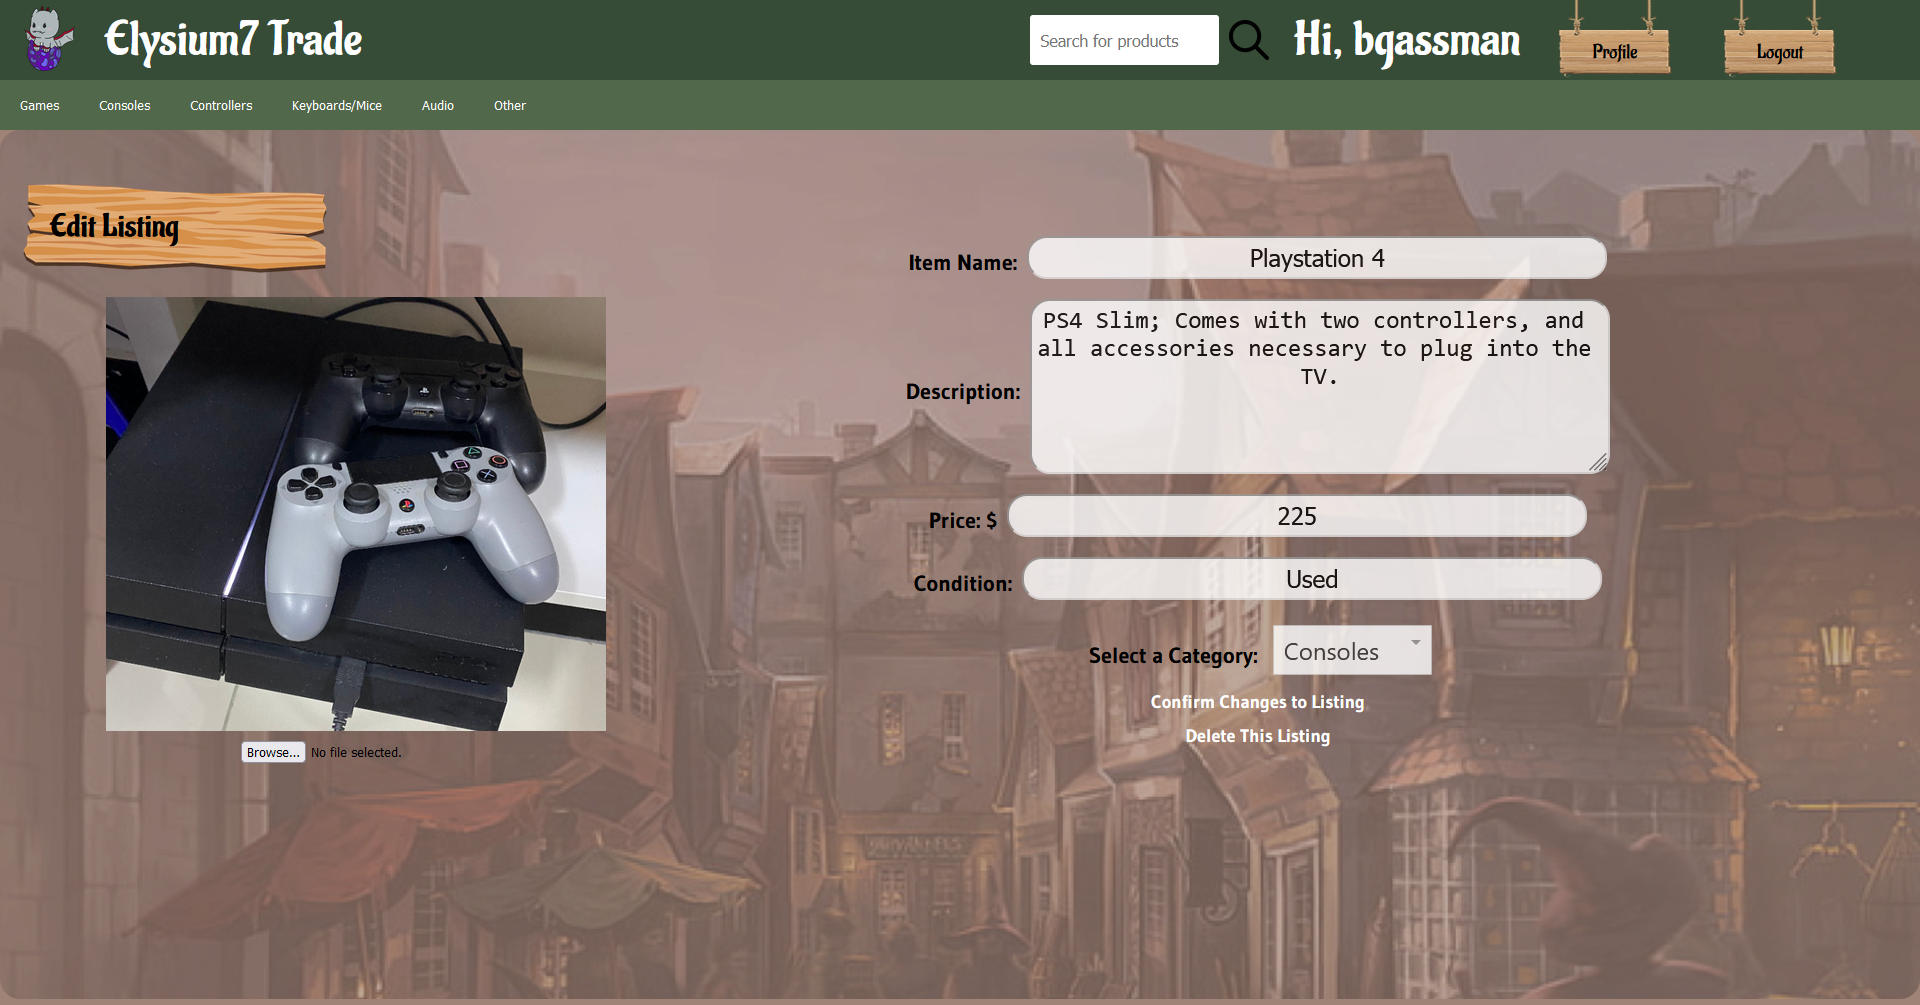 Elysium7 Trade
Search for products
Hi, bgassman
Profile
Logout
Games
Consoles
Controllers
Keyboards/Mice
Audio
Other
Edit Listing
Item Name:
Playstation 4
Description:
PS4 Slim; Comes with two controllers, and
all accessories necessary to plug into the
TV.
Price: $
225
Condition:
Used
Select a Category:
Consoles
Confirm Changes to Listing
Delete This Listing
Browse...
No file selected.